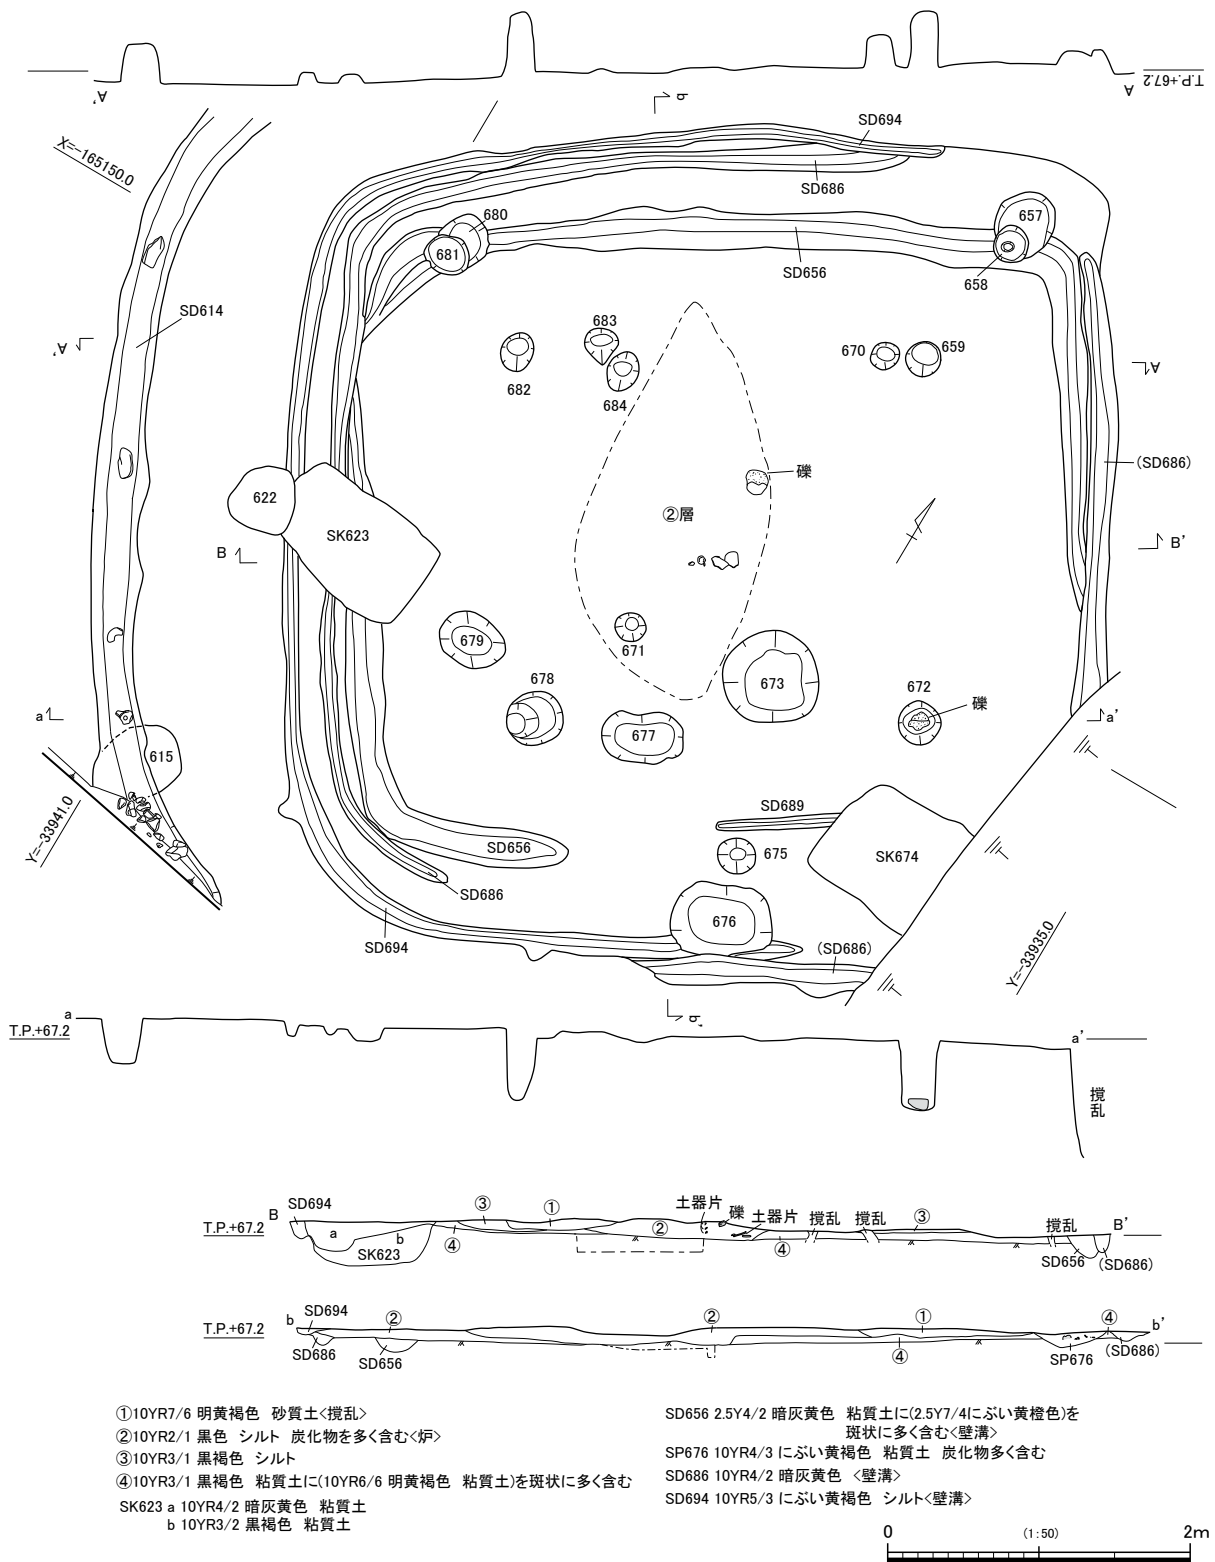 T.P.+67.2
A'
A
b
X=-165150.0
SD694
SD686
680
657
681
SD656
658
SD614
A'
683
670
659
A
682
684
礫
(SD686)
622
②層
SK623
B
B'
679
671
678
673
672
礫
a
a'
677
615
Y=-33941.0
SD689
SD656
675
SK674
SD686
676
SD694
(SD686)
Y=-33935.0
b'
a
T.P.+67.2
a'
撹乱
SD694
B
T.P.+67.2
③
①
土器片
礫
土器片
撹乱
撹乱
③
撹乱
B'
a
b
②
SK623
④
④
SD656
(SD686)
b
SD694
T.P.+67.2
②
②
①
④
b'
SD686
SD656
④
SP676
(SD686)
①10YR7/6 明黄褐色 砂質土<撹乱>
②10YR2/1 黒色 シルト 炭化物を多く含む<炉>
③10YR3/1 黒褐色 シルト
④10YR3/1 黒褐色 粘質土に(10YR6/6 明黄褐色 粘質土)を斑状に多く含む
SK623 a 10YR4/2 暗灰黄色 粘質土
b 10YR3/2 黒褐色 粘質土
SD656 2.5Y4/2 暗灰黄色 粘質土に(2.5Y7/4にぶい黄橙色)を
斑状に多く含む<壁溝>
SP676 10YR4/3 にぶい黄褐色 粘質土 炭化物多く含む
SD686 10YR4/2 暗灰黄色 <壁溝>
SD694 10YR5/3 にぶい黄褐色 シルト<壁溝>
0 (1:50) 2m